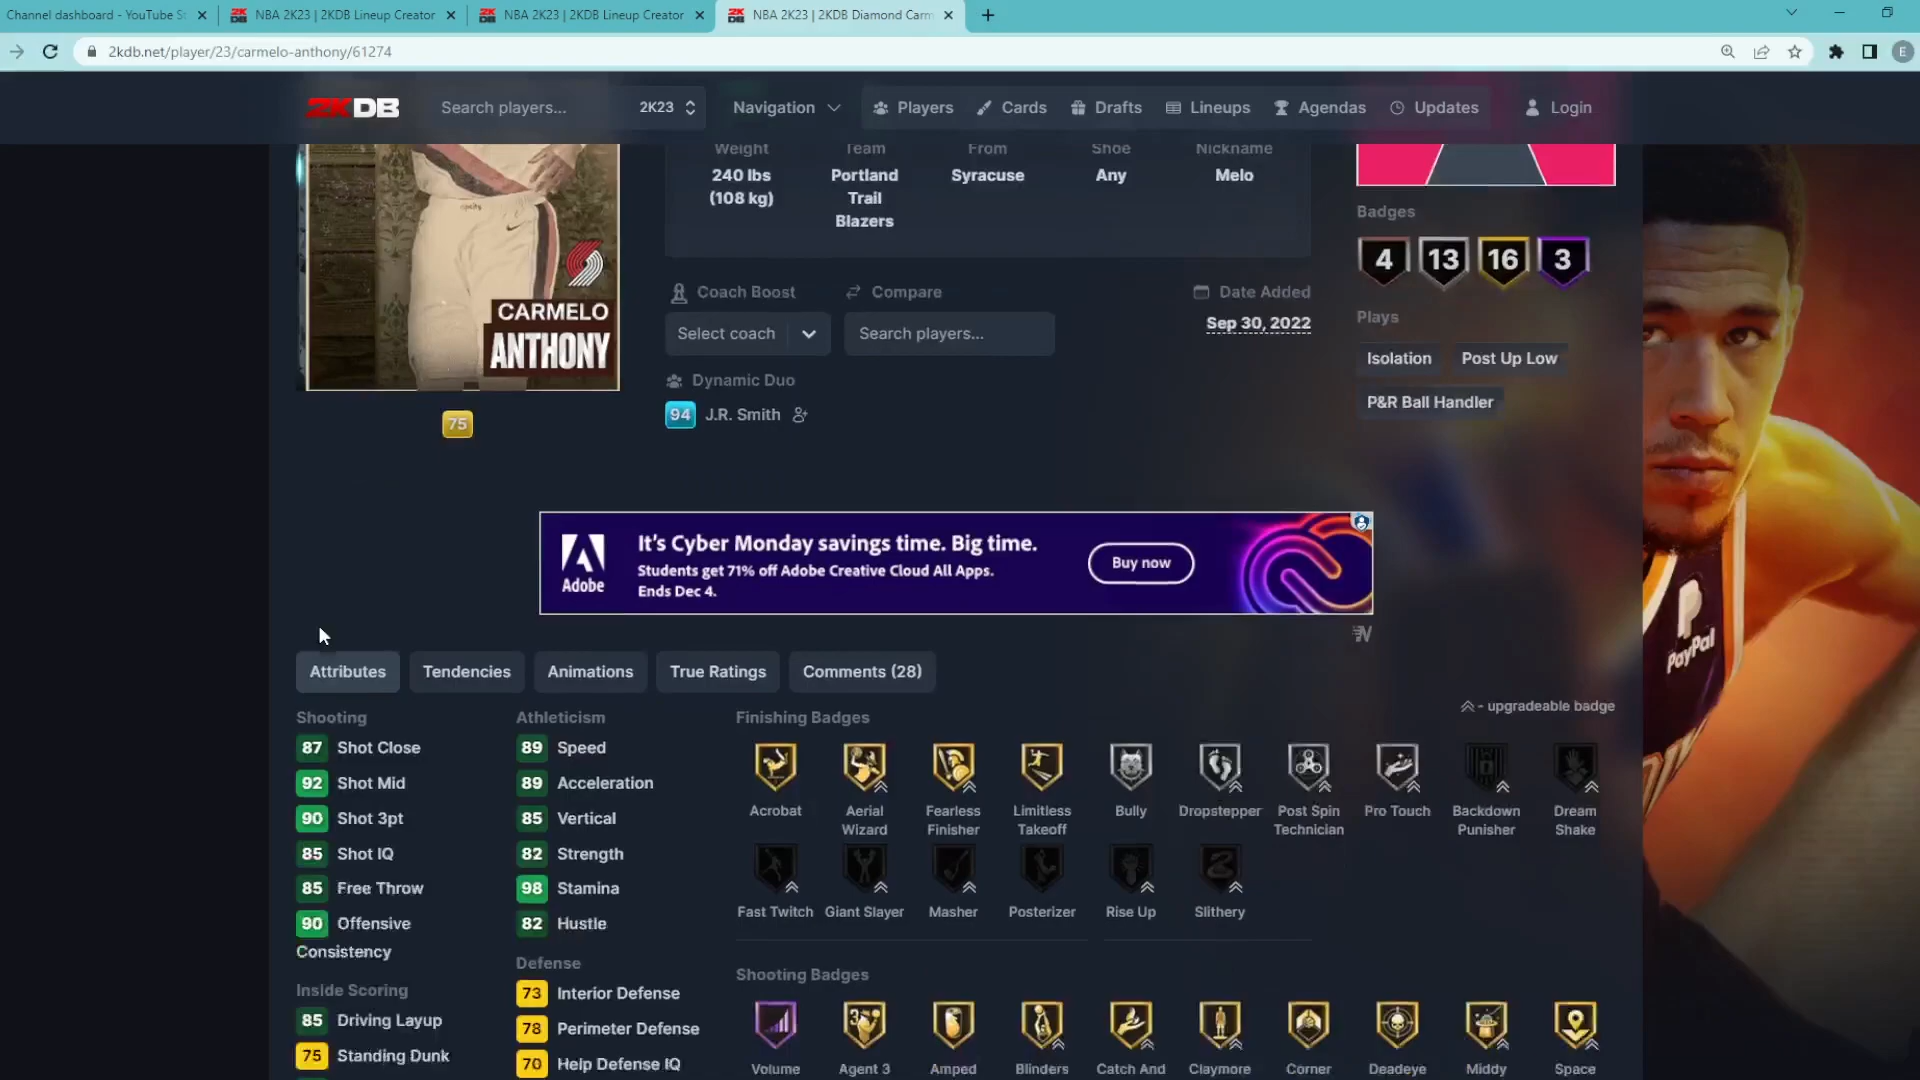 Channel dashboard - YouTube S
NBA 2K23 | 2KDB Lineup Creator
NBA 2K23 | 2KDB Lineup Creator
NBA 2K23 | 2KDB Diamond Carm
2kdb.net/player/23/carmelo-anthony/61274
E
2KDB
Search players...
2K23
Navigation
Players
Cards
Drafts
Lineups
Agendas
Updates
Login
Weight
Team
From
Shoe
Nickname
240 lbs
(108 kg)
Portland
Trail
Blazers
Syracuse
Any
Melo
CARMELO
ANTHONY
75
Coach Boost
Compare
Date Added
Select coach
Search players...
Sep 30, 2022
Dynamic Duo
94 J.R. Smith
Badges
4 13 16 3
Plays
Isolation
Post Up Low
P&R Ball Handler
Adobe
It's Cyber Monday savings time. Big time.
Students get 71% off Adobe Creative Cloud All Apps.
Ends Dec 4.
Buy now
PayPal
Attributes
Tendencies
Animations
True Ratings
Comments (28)
- upgradeable badge
Shooting
87 Shot Close
92 Shot Mid
90 Shot 3pt
85 Shot IQ
85 Free Throw
90 Offensive
Consistency
Inside Scoring
85 Driving Layup
75 Standing Dunk
Athleticism
89 Speed
89 Acceleration
85 Vertical
82 Strength
98 Stamina
82 Hustle
Defense
73 Interior Defense
78 Perimeter Defense
70 Help Defense IQ
Finishing Badges
Acrobat
Aerial
Wizard
Fearless
Finisher
Limitless
Takeoff
Bully
Dropstepper
Post Spin
Technician
Pro Touch
Backdown
Punisher
Dream
Shake
Fast Twitch
Giant Slayer
Masher
Posterizer
Rise Up
Slithery
Shooting Badges
Volume
Agent 3
Amped
Blinders
Catch And
Claymore
Corner
Deadeye
Middy
Space